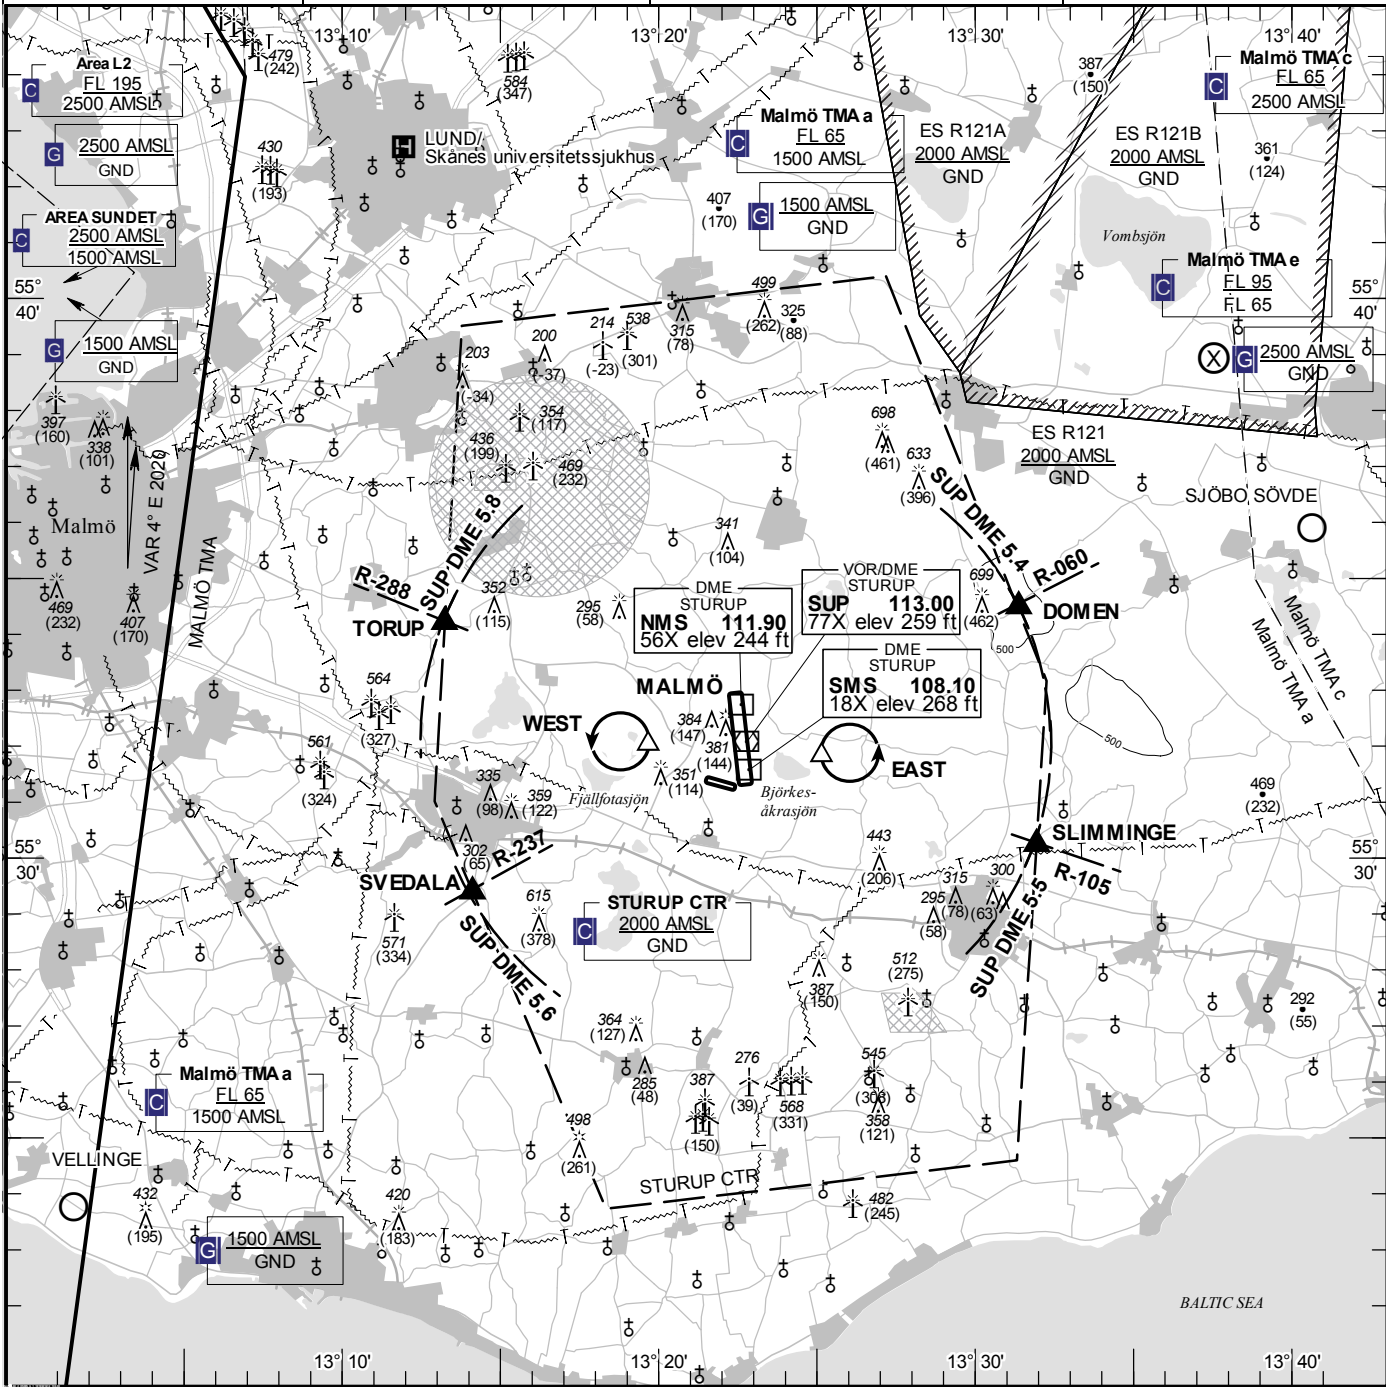 13°10'
13°20'
13°30'
13°40'
479
(242)
584
(347)
387
(150)
Area L2
C
FL 195
2500 AMSL
G
2500 AMSL
GND
430
(193)
H
LUND/
Skånes universitetssjukhus
Malmö TMA a
C
FL 65
1500 AMSL
ES R121A
2000 AMSL
GND
ES R121B
2000 AMSL
GND
Malmö TMA c
C
FL 65
2500 AMSL
361
(124)
AREA SUNDET
C
2500 AMSL
1500 AMSL
407
(170)
G
1500 AMSL
GND
Vombsjön
Malmö TMA e
C
FL 95
FL 65
55°
40'
55°
40'
499
(262)
325
(88)
315
(78)
538
(301)
214
(-23)
200
(-37)
203
(-34)
G
1500 AMSL
GND
X
G
2500 AMSL
GND
397
(160)
338
(101)
354
(117)
436
(199)
469
(232)
698
(461)
633
(396)
ES R121
2000 AMSL
GND
SJÖBO SÖVDE
Malmö
VAR 4° E 2020
MALMÖ TMA
341
(104)
SUP DME 5.8
SUP DME 5.4
R-288
R-060
TORUP
DOMEN
352
(115)
295
(58)
699
(462)
500
469
(232)
407
(170)
DME
STURUP
NMS 111.90
56X elev 244 ft
VOR/DME
STURUP
SUP 113.00
77X elev 259 ft
DME
STURUP
SMS 108.10
18X elev 268 ft
Malmö TMA c
Malmö TMA a
MALMÖ
WEST
EAST
384
(147)
381
(144)
351
(114)
564
(327)
561
(324)
500
335
(98)
359
(122)
Fjällfotasjön
Björkes-
åkrasjön
469
(232)
302
(65)
R-237
443
(206)
SLIMMINGE
R-105
55°
30'
55°
30'
SVEDALA
615
(378)
571
(334)
STURUP CTR
C
2000 AMSL
GND
295
(58)
315
(78)
300
(63)
SUP DME 5.6
SUP DME 5.5
387
(150)
512
(275)
292
(55)
364
(127)
285
(48)
276
(39)
387
(150)
568
(331)
545
(308)
358
(121)
Malmö TMA a
C
FL 65
1500 AMSL
498
(261)
VELLINGE
STURUP CTR
432
(195)
420
(183)
482
(245)
G
1500 AMSL
GND
BALTIC SEA
13°10'
13°20'
13°30'
13°40'